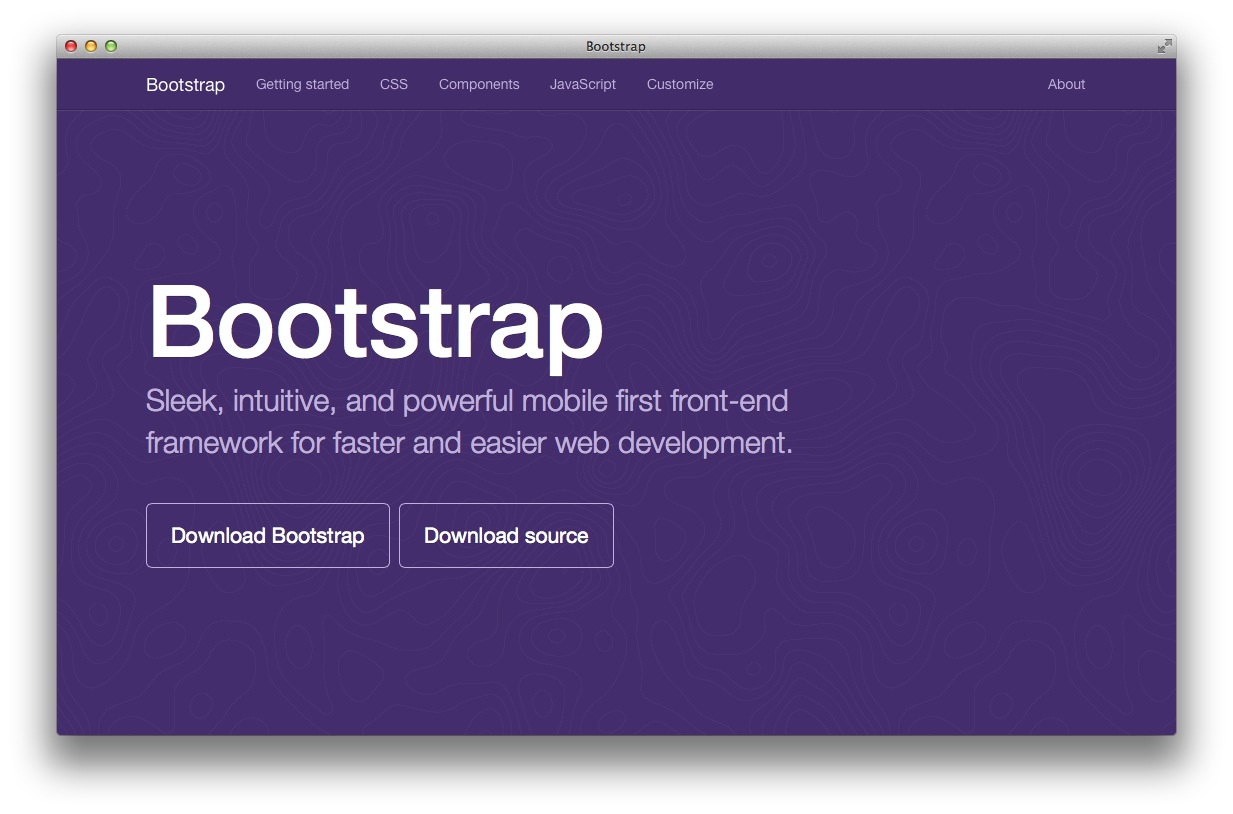 Bootstrap
Bootstrap Getting started CSS Components JavaScript Customize About
Bootstrap
Sleek, intuitive, and powerful mobile first front-end
framework for faster and easier web development.
Download Bootstrap Download source